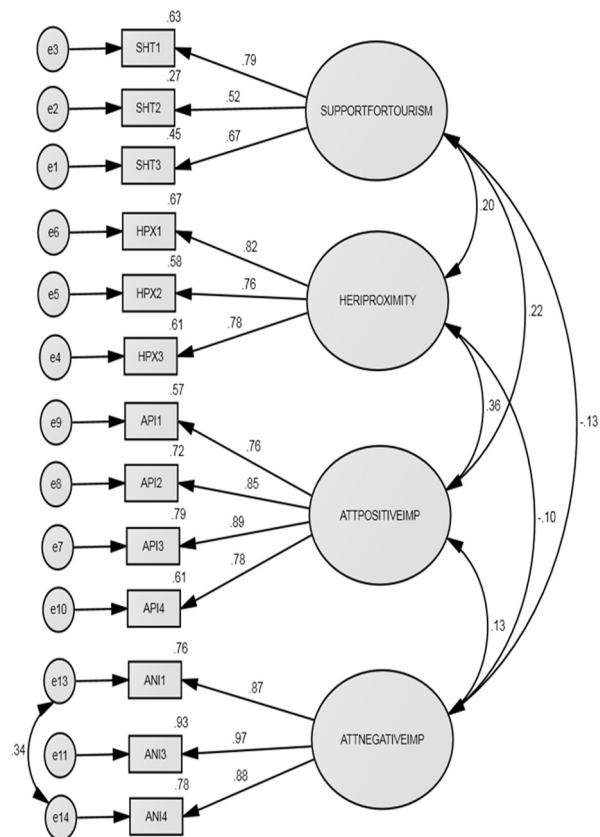 .63
e3 SHT1
.79
.27
e2 SHT2 .52 SUPPORTFORTOURISM
.45
e1 SHT3 .67
.20
.67
e6 HPX1
.82
.58
e5 HPX2 .76 HERIPROXIMITY
.22
.61
e4 HPX3 .78
.36
-.13
.57
e9 API1
.76
.72
e8 API2 .85
-.10
.79
e7 API3 .89 ATTPOSITIVEIMP
.61
e10 API4 .78
.13
.76
e13 ANI1 .87
.93
.34 e11 ANI3 .97 ATTNEGATIVEIMP
.78
e14 ANI4 .88